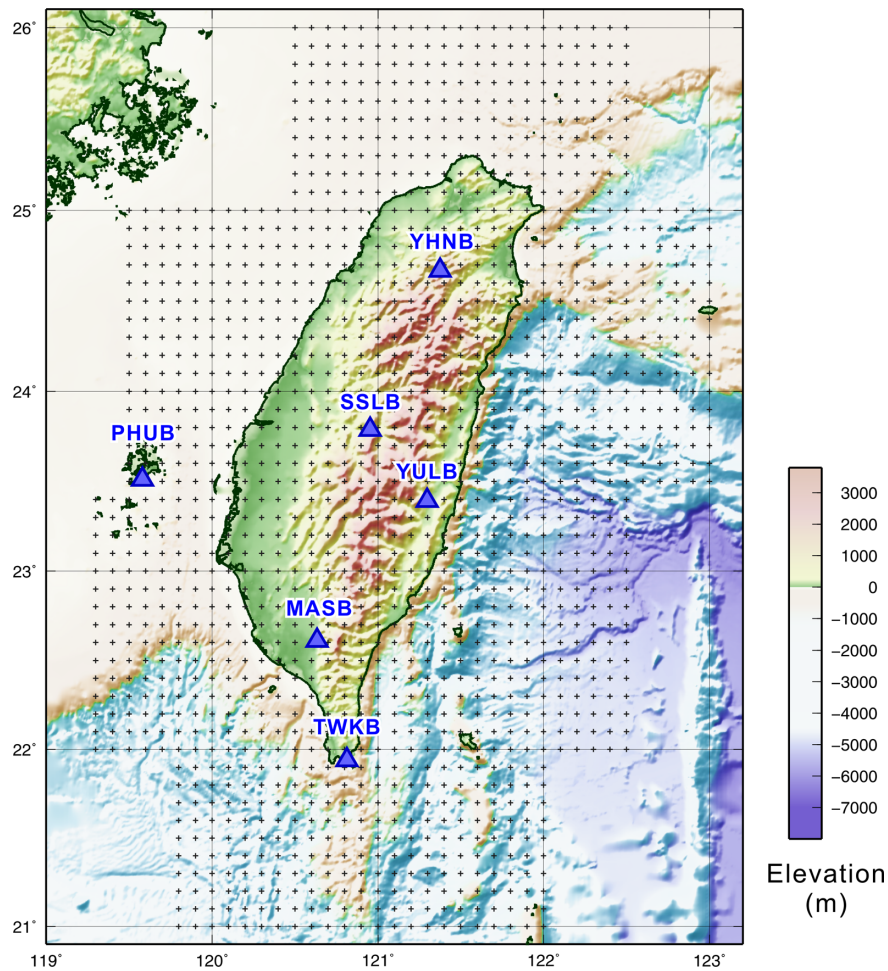 26˚
25˚
24˚
23˚
22˚
21˚
119˚
120˚
121˚
122˚
123˚
YHNB
SSLB
PHUB
YULB
MASB
TWKB
3000
2000
1000
0
−1000
−2000
−3000
−4000
−5000
−6000
−7000
Elevation
(m)